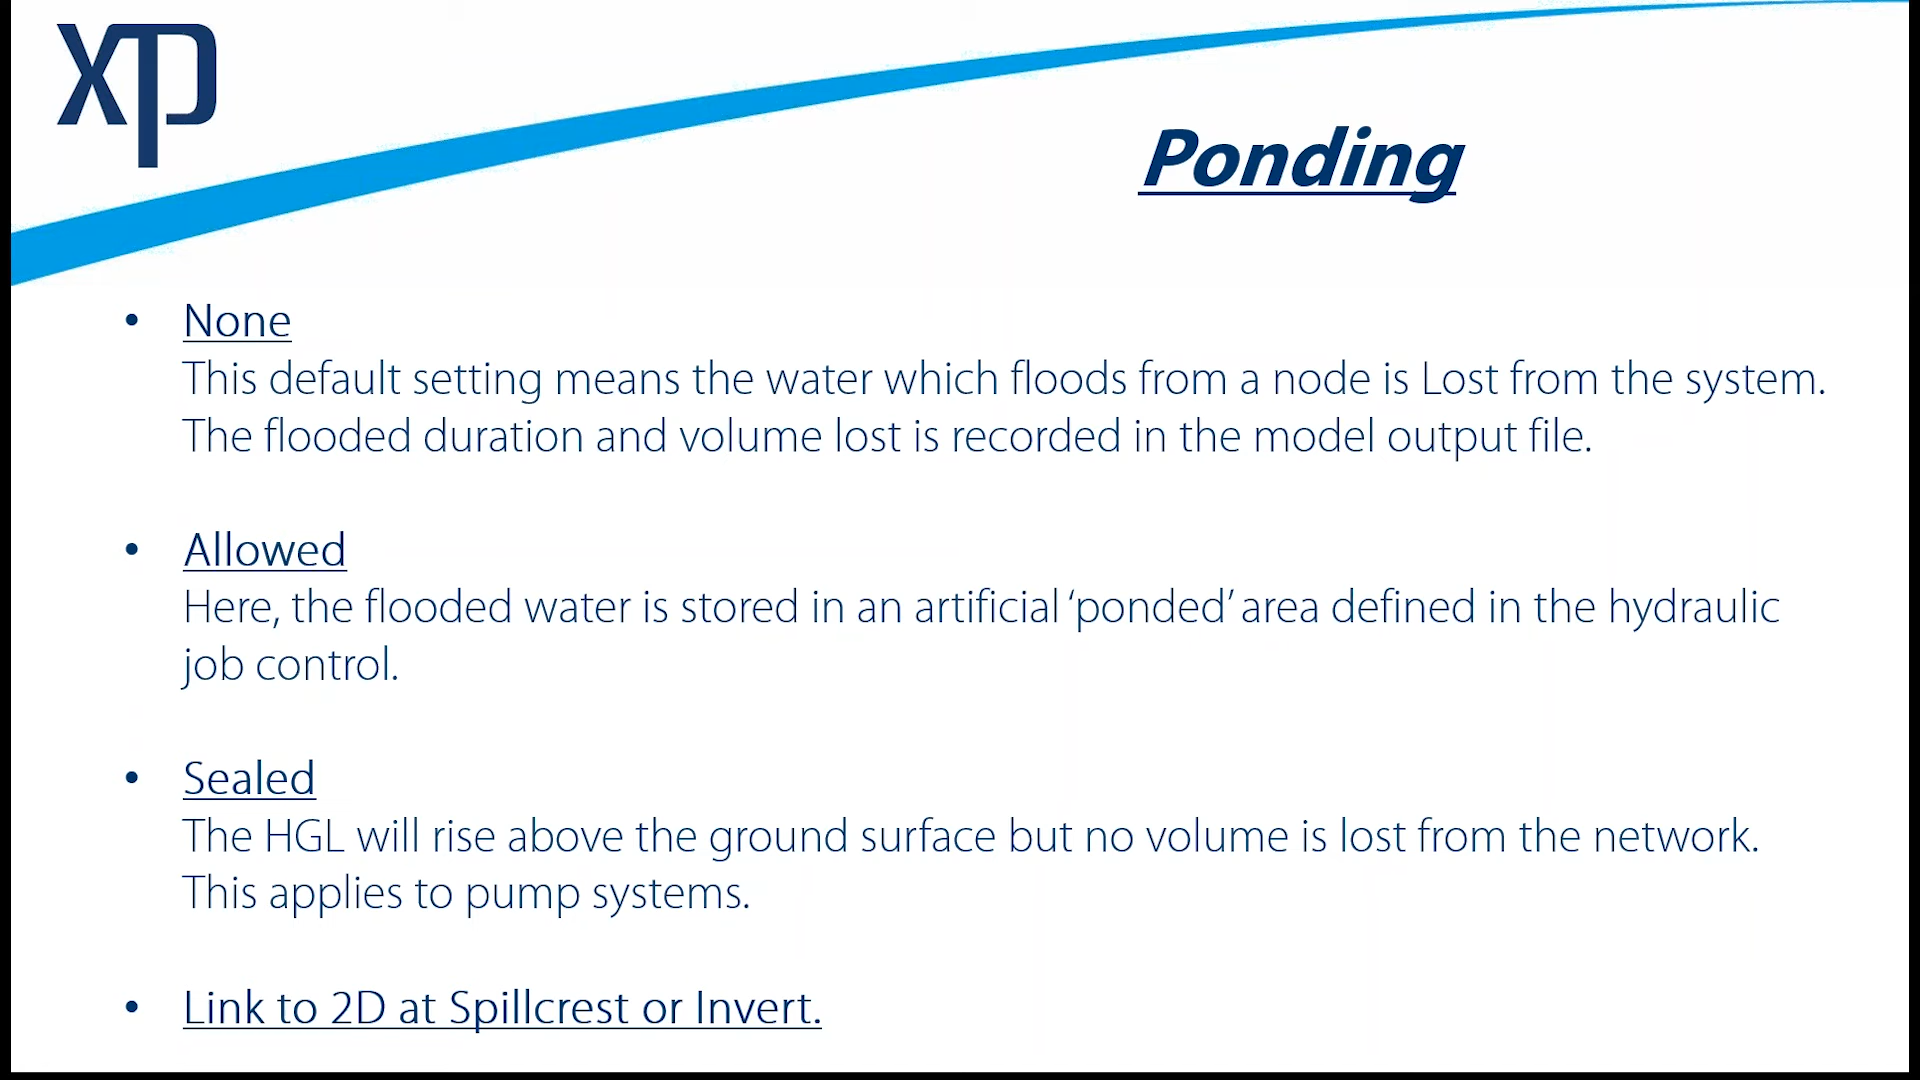 xp
Ponding
• None
This default setting means the water which floods from a node is Lost from the system.
The flooded duration and volume lost is recorded in the model output file.
• Allowed
Here, the flooded water is stored in an artificial ‘ponded’ area defined in the hydraulic
job control.
• Sealed
The HGL will rise above the ground surface but no volume is lost from the network.
This applies to pump systems.
• Link to 2D at Spillcrest or Invert.